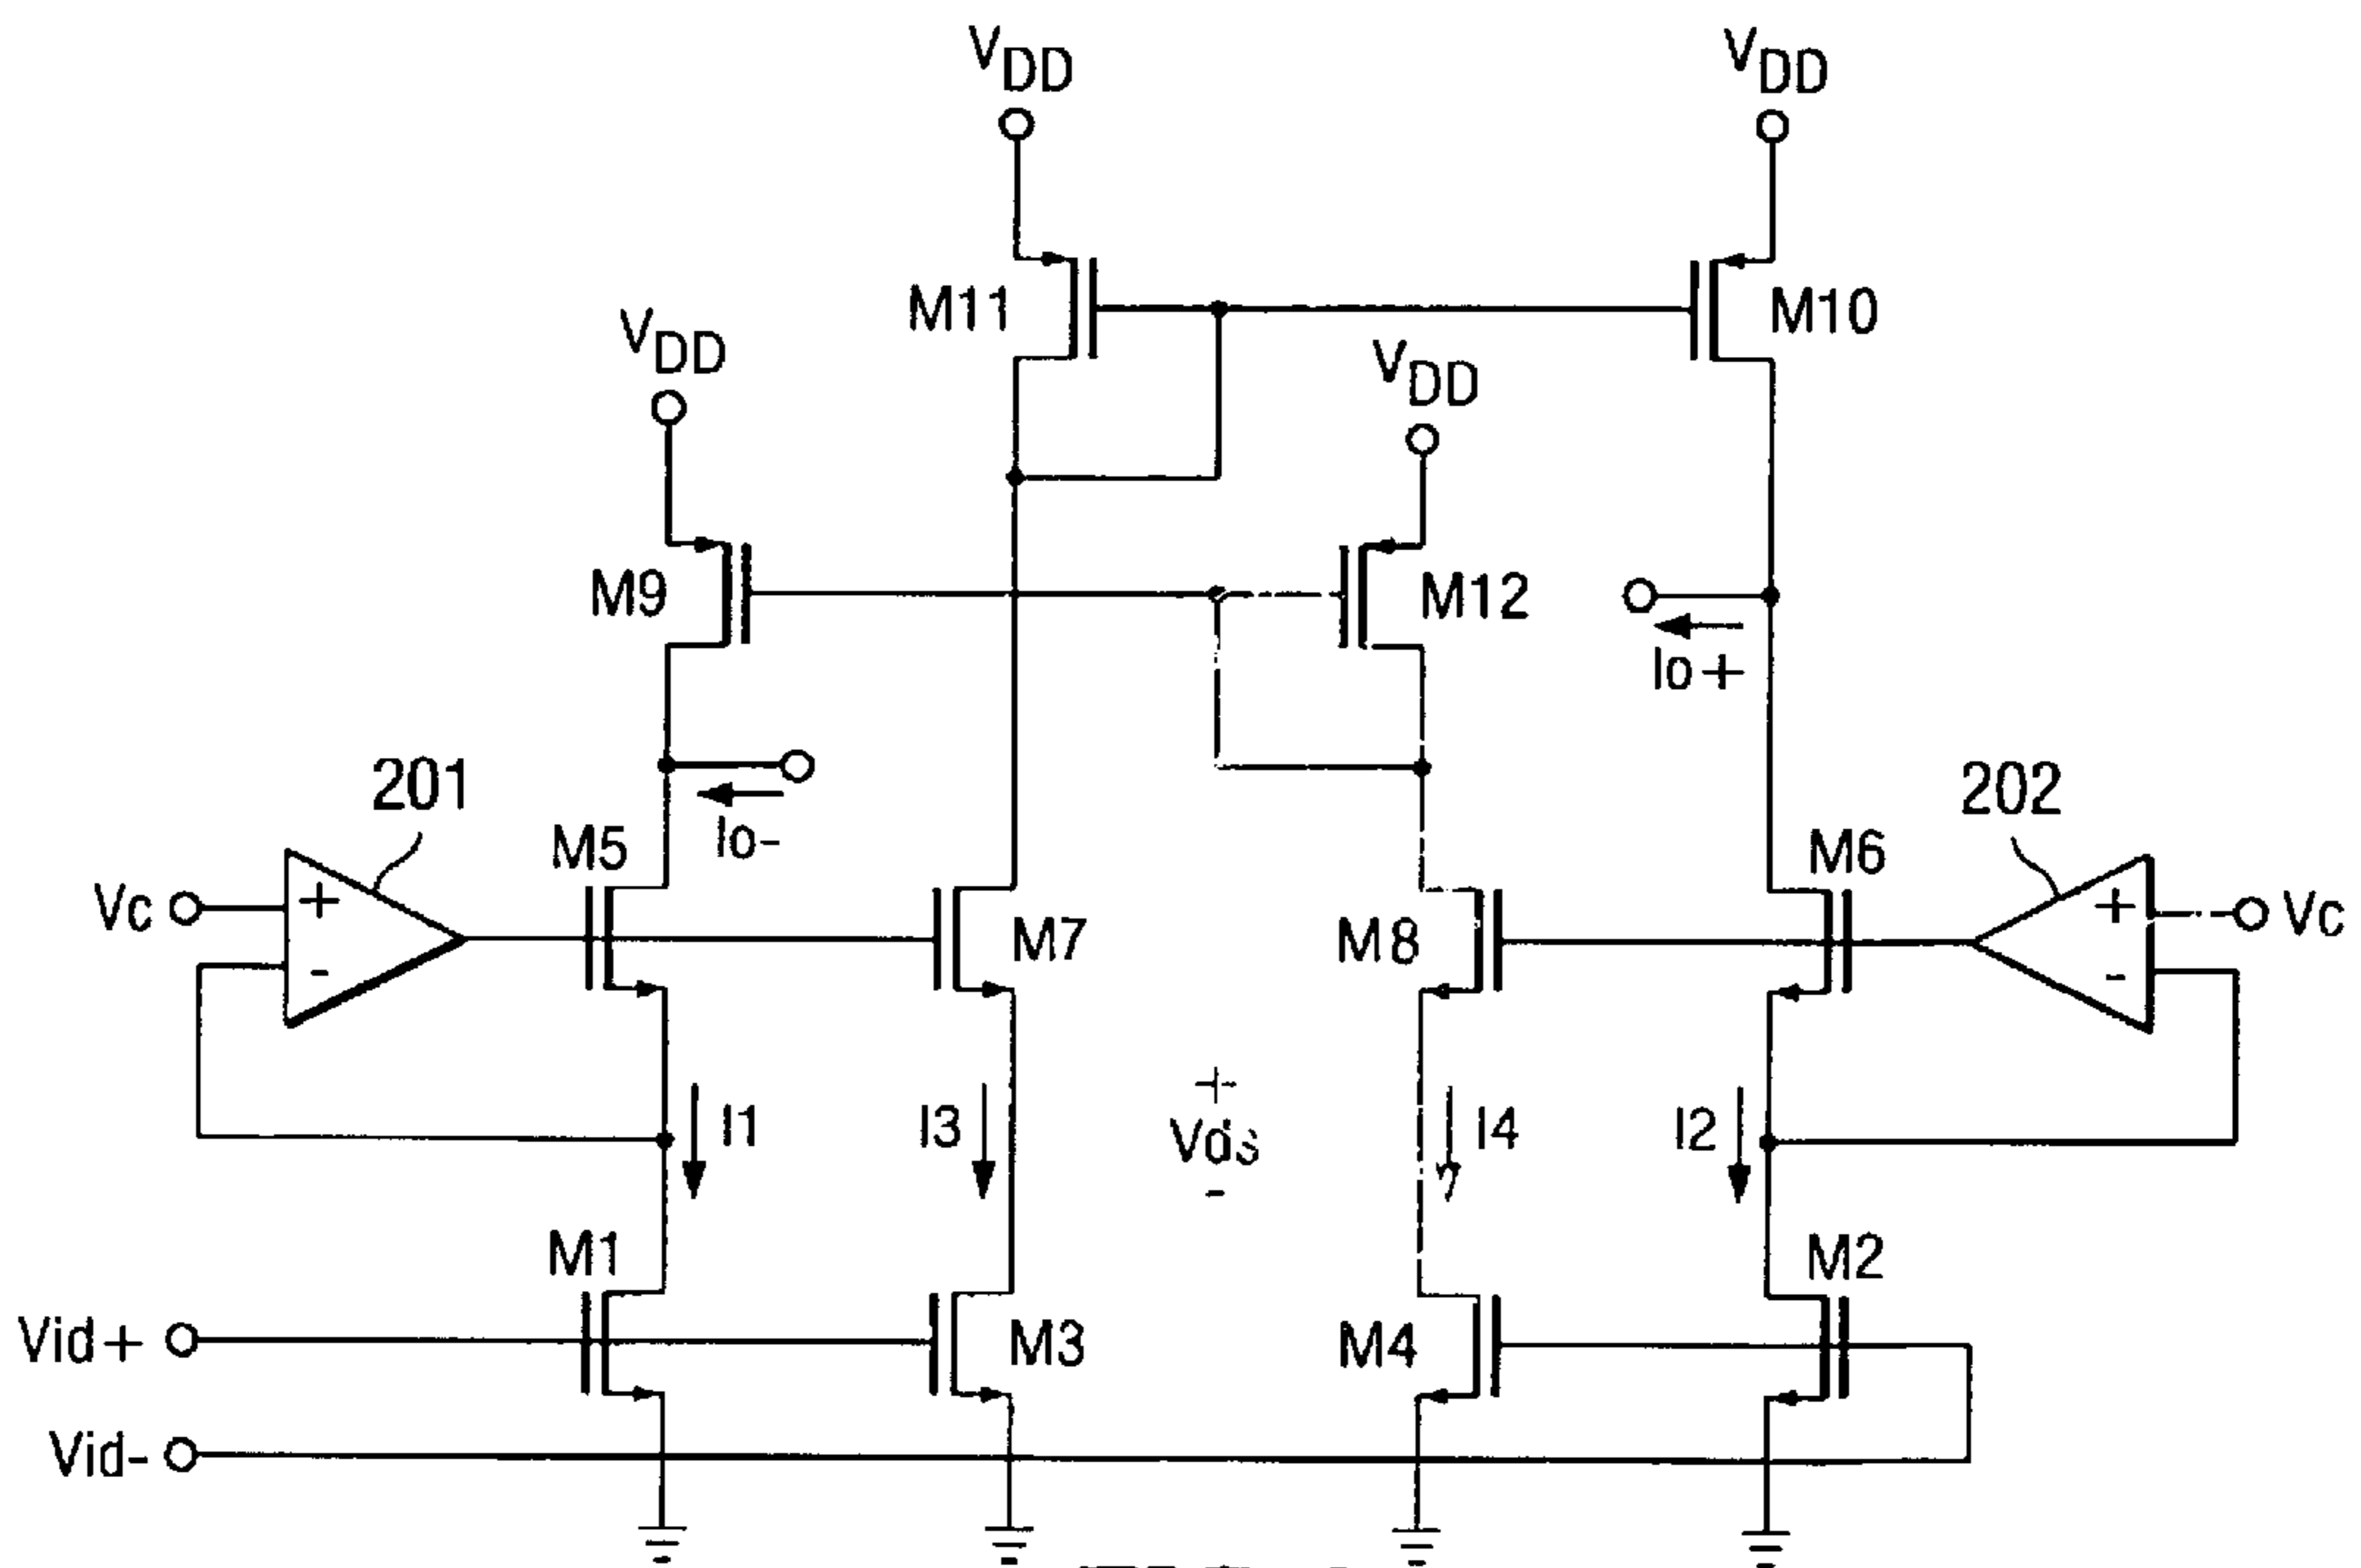 VDD
VDD
M11
M10
VDD
VDD
M9
M12
Io+
201
202
Io-
M5
M6
Vc
+
-
M7
M8
+
-
Vc
I1
I3
+
Vds
-
I4
I2
M1
M2
Vid+
M3
M4
Vid-